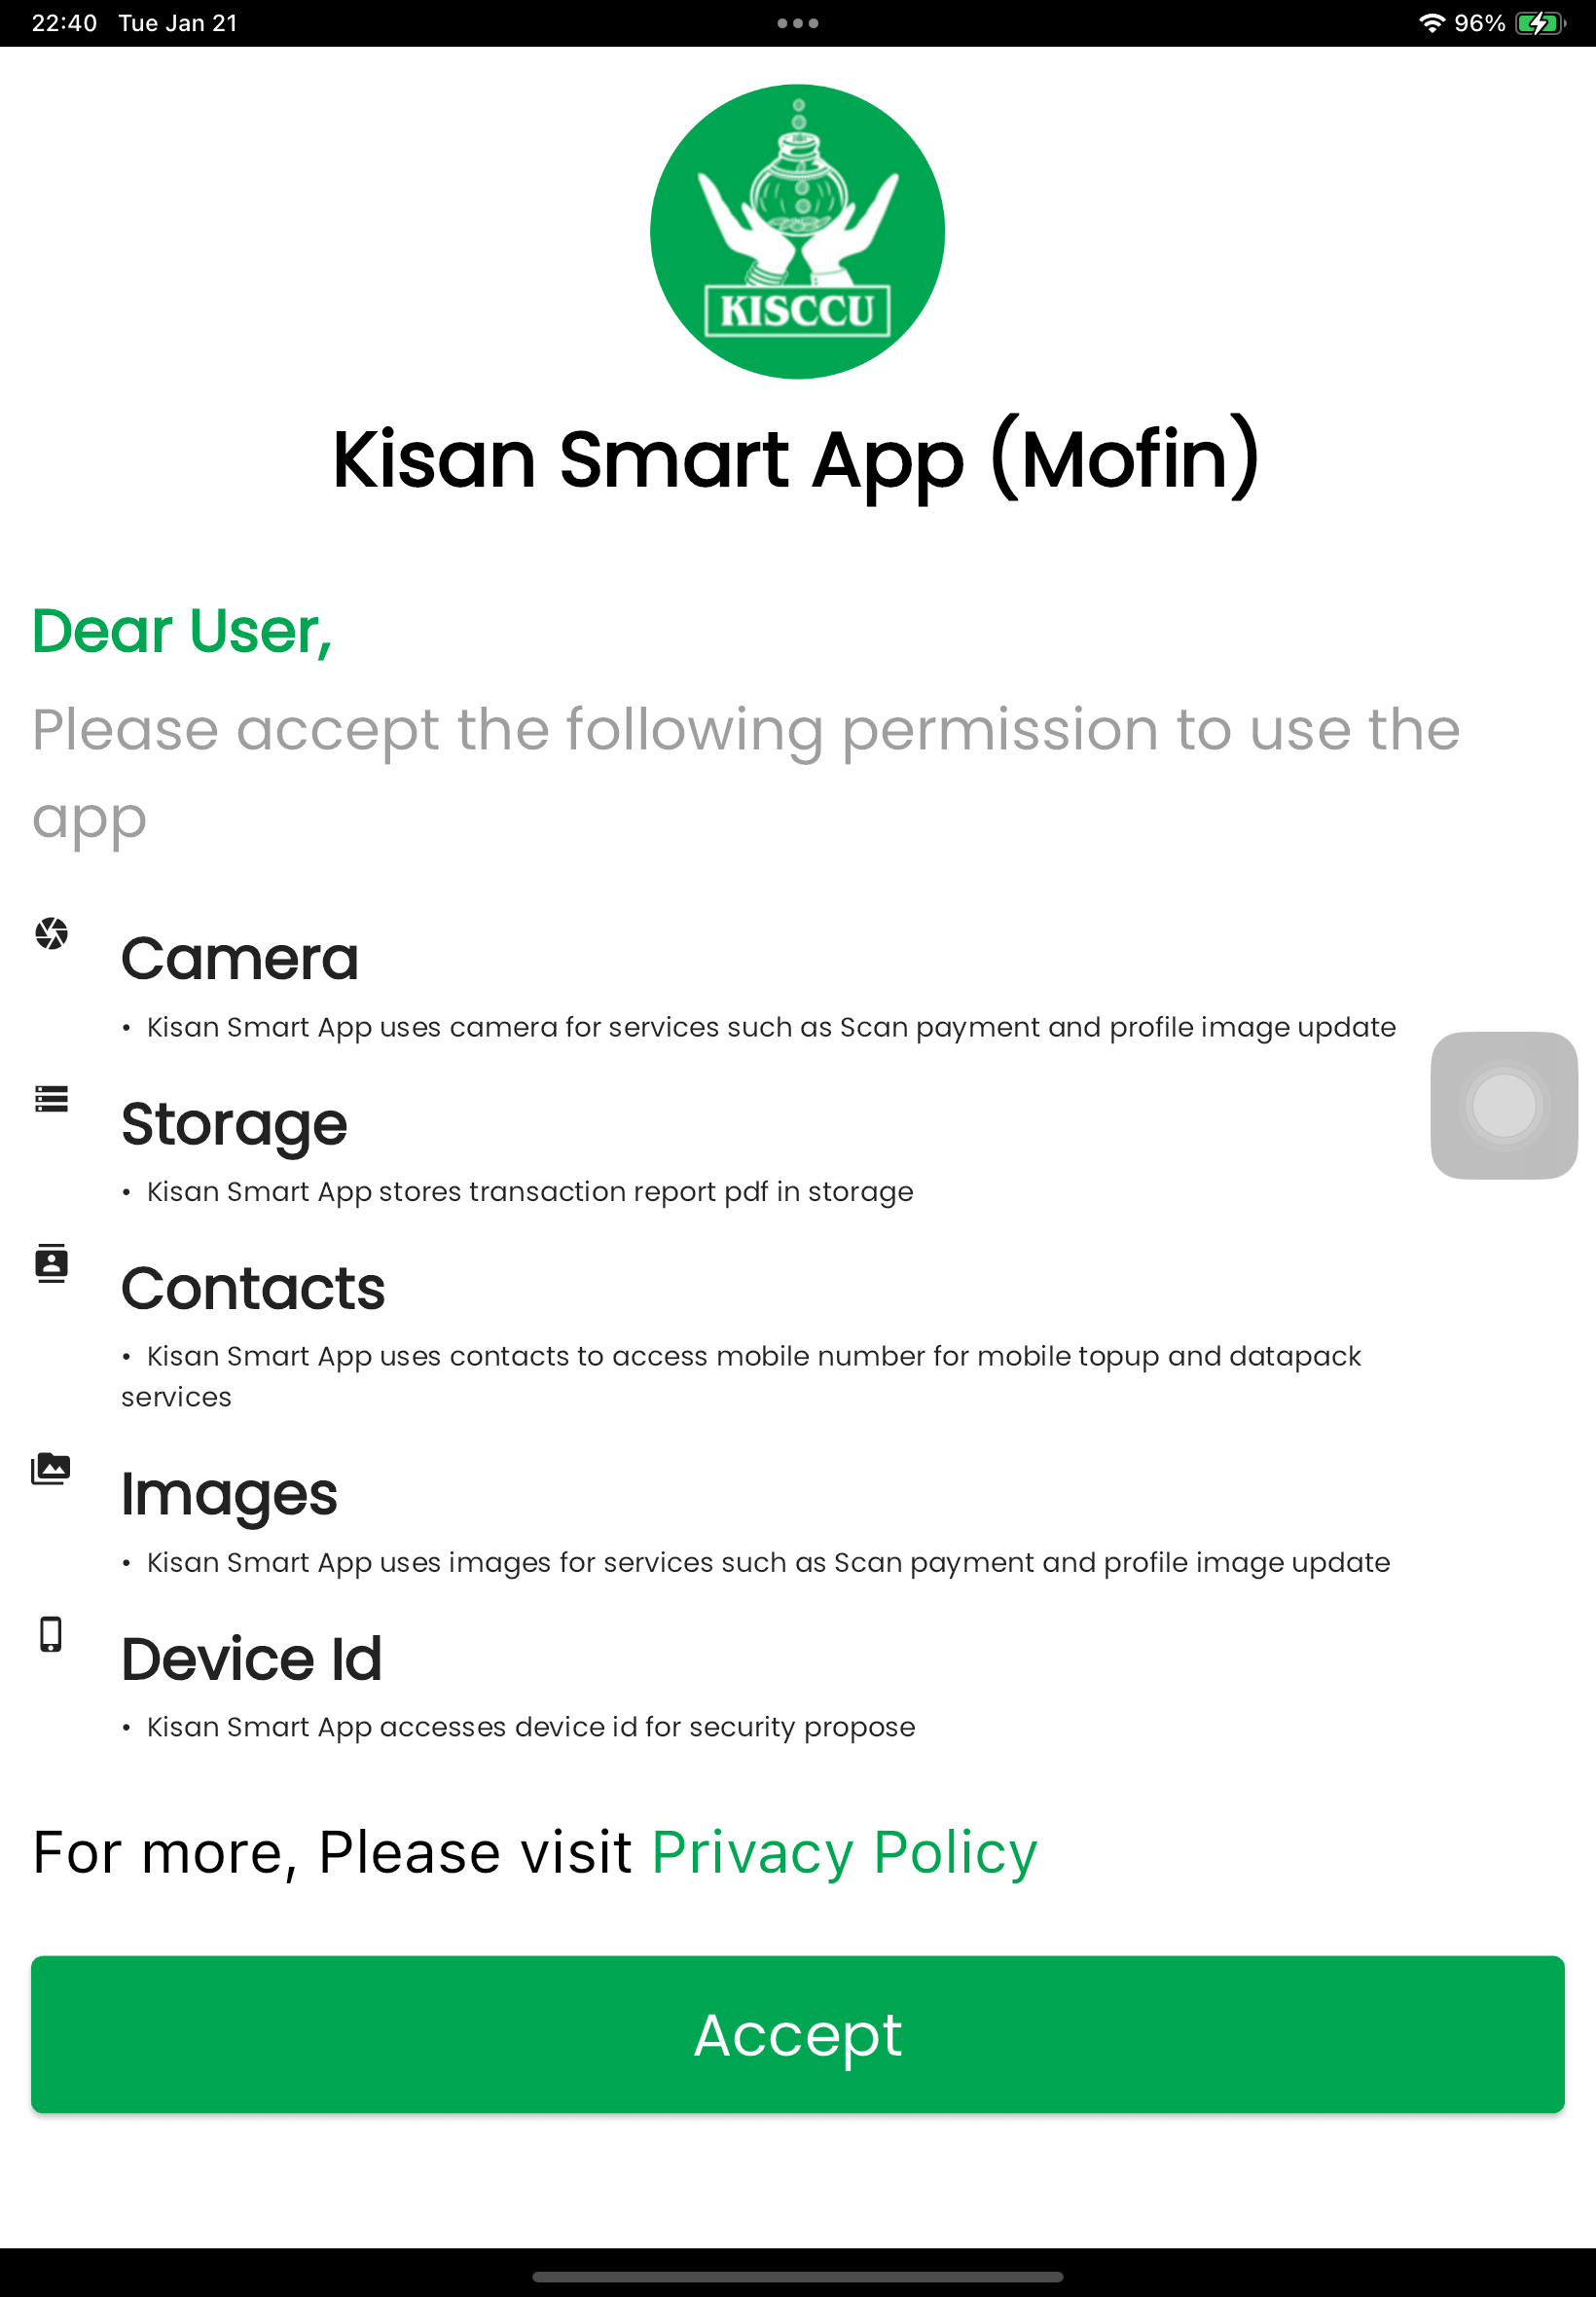 22:40 Tue Jan 21
96%
KISCCU
Kisan Smart App (Mofin)
Dear User,
Please accept the following permission to use the
app
Camera
• Kisan Smart App uses camera for services such as Scan payment and profile image update
Storage
• Kisan Smart App stores transaction report pdf in storage
Contacts
• Kisan Smart App uses contacts to access mobile number for mobile topup and datapack
services
Images
• Kisan Smart App uses images for services such as Scan payment and profile image update
Device Id
• Kisan Smart App accesses device id for security propose
For more, Please visit Privacy Policy
Accept